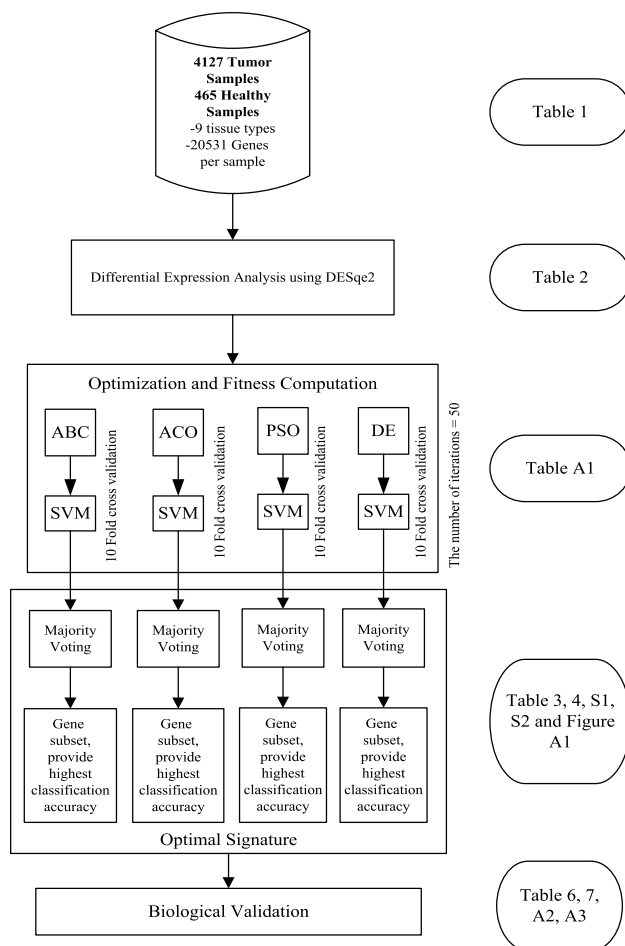 4127 Tumor
Samples
465 Healthy
Samples
-9 tissue types
-20531 Genes
per sample
Table 1
Differential Expression Analysis using DESqe2
Table 2
Optimization and Fitness Computation
ABC
SVM
10 Fold cross validation
ACO
SVM
10 Fold cross validation
PSO
SVM
10 Fold cross validation
DE
SVM
10 Fold cross validation
The number of iterations = 50
Table A1
Majority
Voting
Majority
Voting
Majority
Voting
Majority
Voting
Gene
subset,
provide
highest
classification
accuracy
Gene
subset,
provide
highest
classification
accuracy
Gene
subset,
provide
highest
classification
accuracy
Gene
subset,
provide
highest
classification
accuracy
Optimal Signature
Table 3, 4, S1,
S2 and Figure
A1
Biological Validation
Table 6, 7,
A2, A3